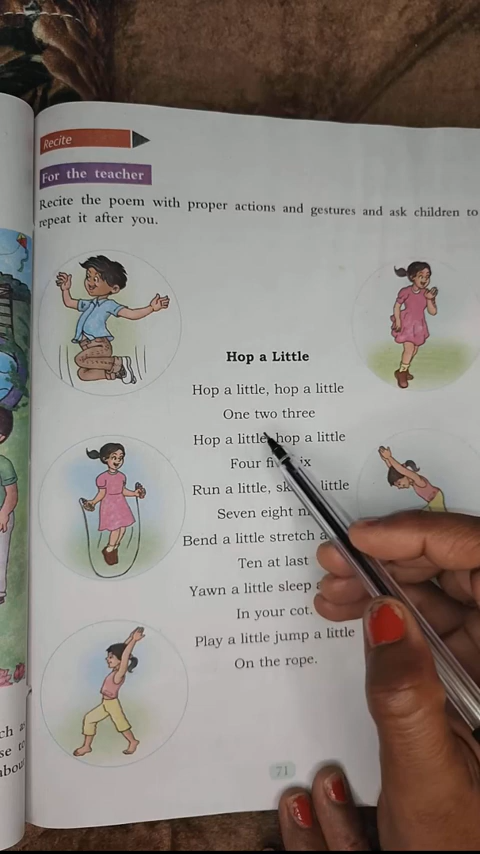 Recite
For the teacher
Recite the poem with proper actions and gestures and ask children to
repeat it after you.
Hop a Little
Hop a little, hop a little
One two three
Hop a little, hop a little
Four
Run a little, little
Seven eight
Bend a little stretch a
Ten at last
Yawn a little sleep
In your cot.
Play a little jump a little
On the rope.
71